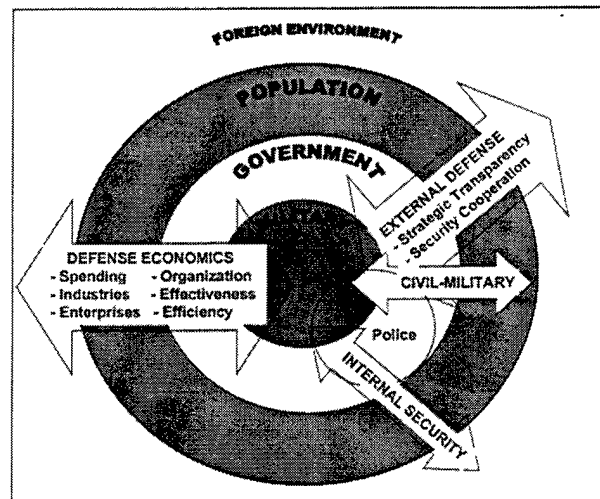 FOREIGN ENVIRONMENT
POPULATION
GOVERNMENT
EXTERNAL DEFENSE
- Strategic Transparency
- Security Cooperation
DEFENSE ECONOMICS
- Spending - Organization
- Industries - Effectiveness
- Enterprises - Efficiency
CIVIL-MILITARY
Police
INTERNAL SECURITY